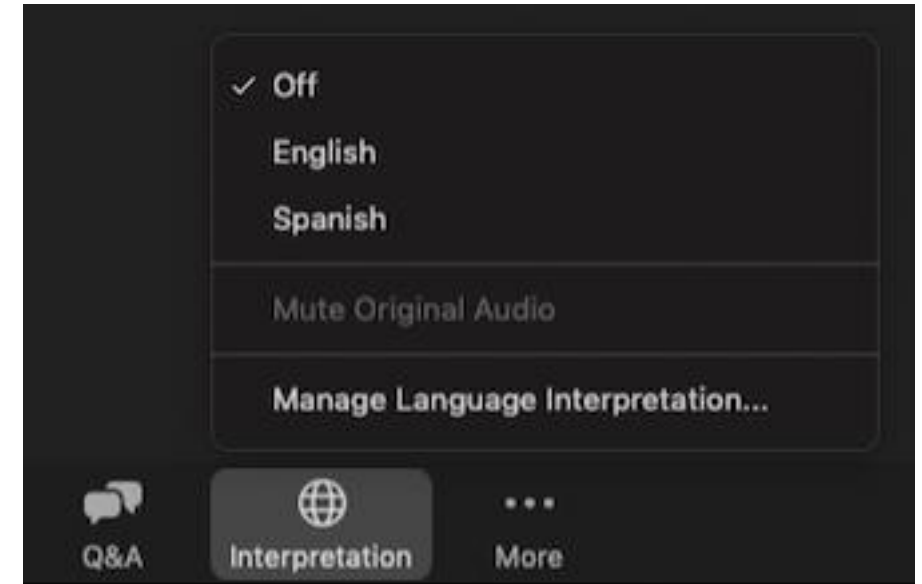 Off
English
Spanish
Mute Original Audio
Manage Language Interpretation...
Q&A Interpretation More